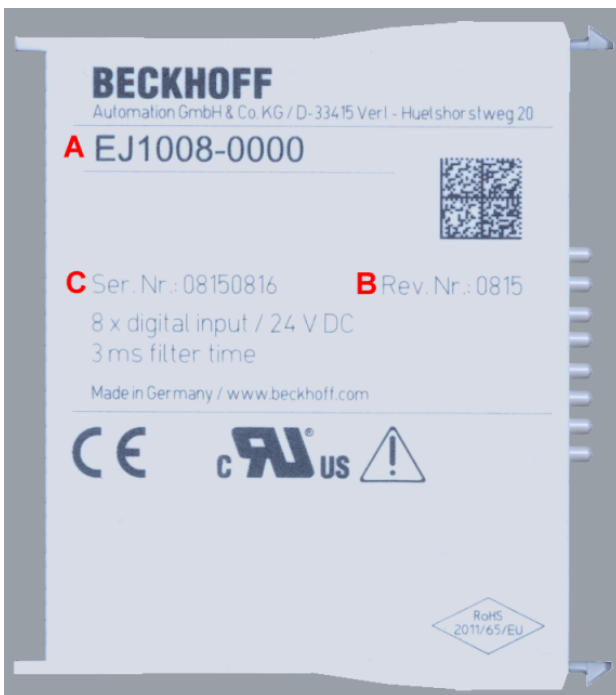 BECKHOFF
Automation GmbH & Co. KG / D-33415 Verl - Huelshorstweg 20
A EJ1008-0000
C Ser. Nr.: 08150816 B Rev. Nr.: 0815
8 x digital input / 24 V DC
3 ms filter time
Made in Germany / www.beckhoff.com
CE c RU ® US
RoHS
2011/65/EU